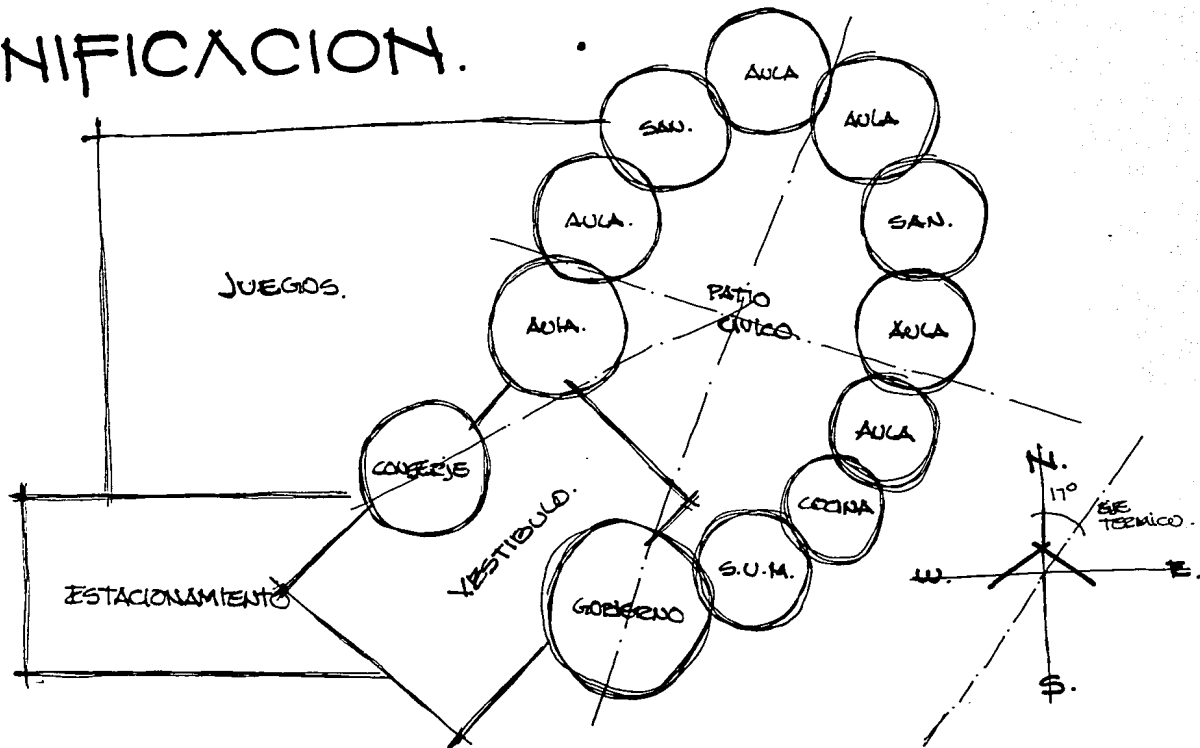 NIFICACION.
AULA
SAN.
AULA
AULA.
SAN.
JUEGOS.
PATIO
CIVICO.
AULA.
AULA
AULA
CONSERJE
COCINA
VESTIBULO.
S.U.M.
ESTACIONAMIENTO
GOBIERNO
N.
17°
EJE
TERMICO.
W.
E.
S.